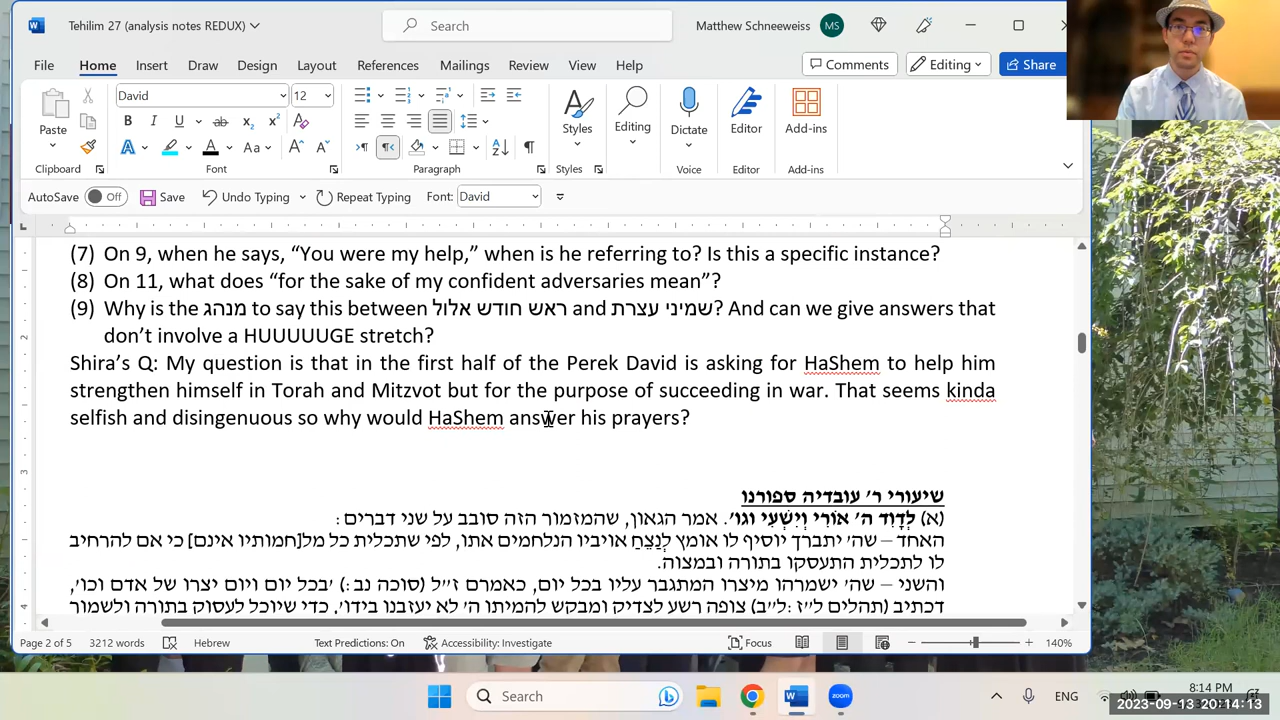 Tehilim 27 (analysis notes REDUX)
Search
Matthew Schneeweiss
MS
File Home Insert Draw Design Layout References Mailings Review View Help
Comments
Editing
Share
David
12
Paste
Styles
Editing
Dictate
Editor
Add-ins
Clipboard
Font
Paragraph
Styles
Voice
Editor
Add-ins
AutoSave Off Save Undo Typing Repeat Typing Font: David
(7) On 9, when he says, “You were my help,” when is he referring to? Is this a specific instance?
(8) On 11, what does “for the sake of my confident adversaries mean”?
(9) Why is the מנהג to say this between ראש חודש אלול and שמיני עצרת? And can we give answers that
don’t involve a HUUUUUGE stretch?
Shira’s Q: My question is that in the first half of the Perek David is asking for HaShem to help him
strengthen himself in Torah and Mitzvot but for the purpose of succeeding in war. That seems kinda
selfish and disingenuous so why would HaShem answer his prayers?
שיעורי ר׳ עובדיה ספורנו
(א) לְדָוִד ה׳ אוֹרִי וְיִשְׁעִי וגו׳. אמר הגאון, שהמזמור הזה סובב על שני דברים:
האחד – שה׳ יתברך יוסיף לו אומץ לְנַצֵּחַ אויביו הנלחמים אתו, לפי שתכלית כל מל[חמותיו אינם] כי אם להרחיב
לו לתכלית התעסקו בתורה ובמצוה.
והשני – שה׳ ישמרהו מיצרו המתגבר עליו בכל יום, כאמרם ז״ל (סוכה נב:) ׳בכל יום ויום יצרו של אדם וכו׳,
דכתיב (תהלים ל״ז:ל״ב) צופה רשע לצדיק ומבקש להמיתו ה׳ לא יעזבנו בידו׳, כדי שיוכל לעסוק בתורה ולשמור
Page 2 of 5 3212 words Hebrew Text Predictions: On Accessibility: Investigate Focus 140%
Search
zoom
ENG
8:14 PM
2023-09-13 20:14:13